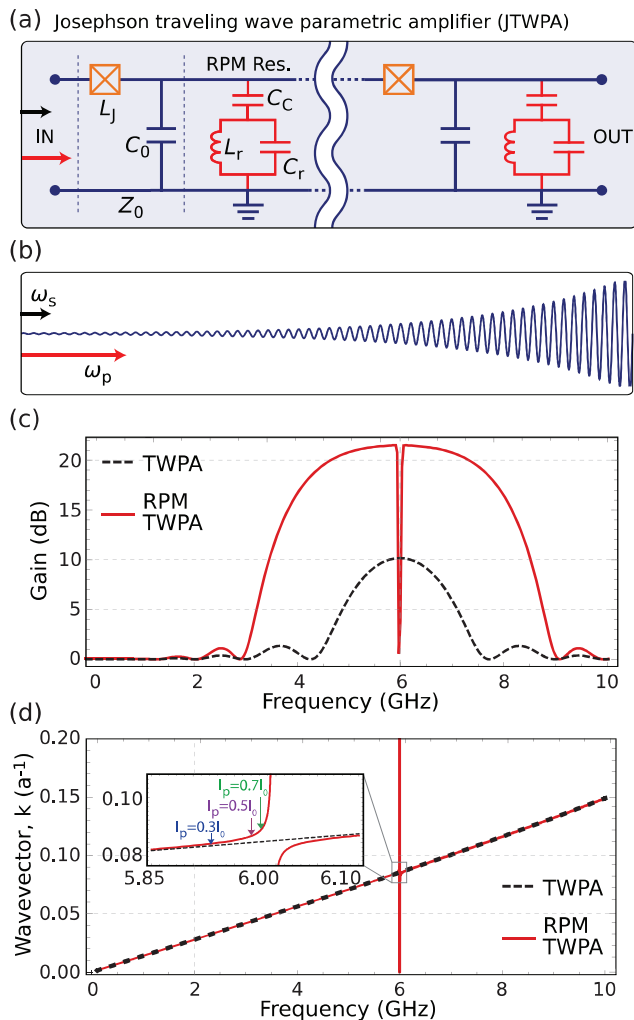 (a) Josephson traveling wave parametric amplifier (JTWPA)
RPM Res.
L_J
C_C
IN
C_0
L_r
C_r
OUT
Z_0
(b)
ω_s
ω_p
(c)
20
15
10
5
0
Gain (dB)
TWPA
RPM
TWPA
0 2 4 6 8 10
Frequency (GHz)
(d)
0.20
0.15
0.10
0.05
0.00
Wavevector, k (a⁻¹)
0.10
0.08
I_p=0.7I_0
I_p=0.5I_0
I_p=0.3I_0
5.85 6.00 6.10
TWPA
RPM
TWPA
0 2 4 6 8 10
Frequency (GHz)